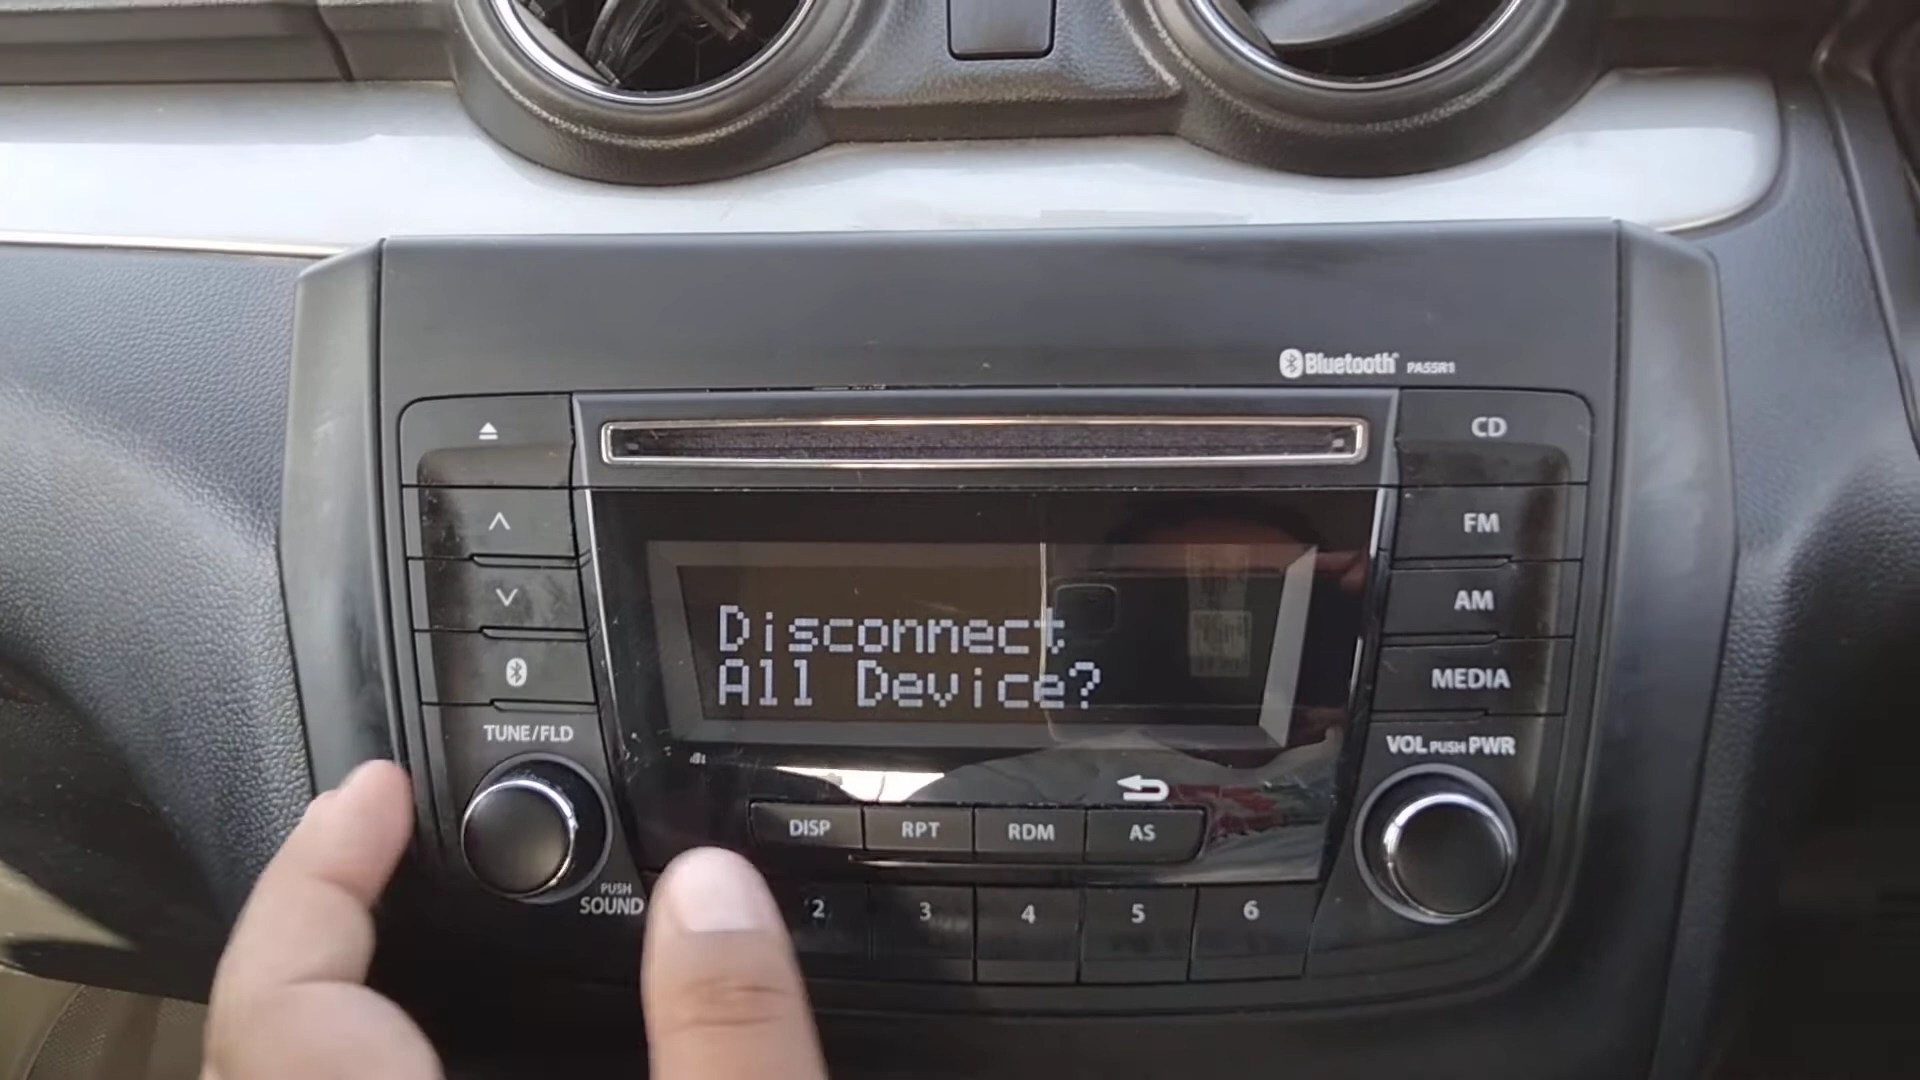 Bluetooth PA5SR1
CD
FM
AM
MEDIA
Disconnect
All Device?
TUNE/FLD
VOL PUSH PWR
DISP RPT RDM AS
PUSH
SOUND
2 3 4 5 6